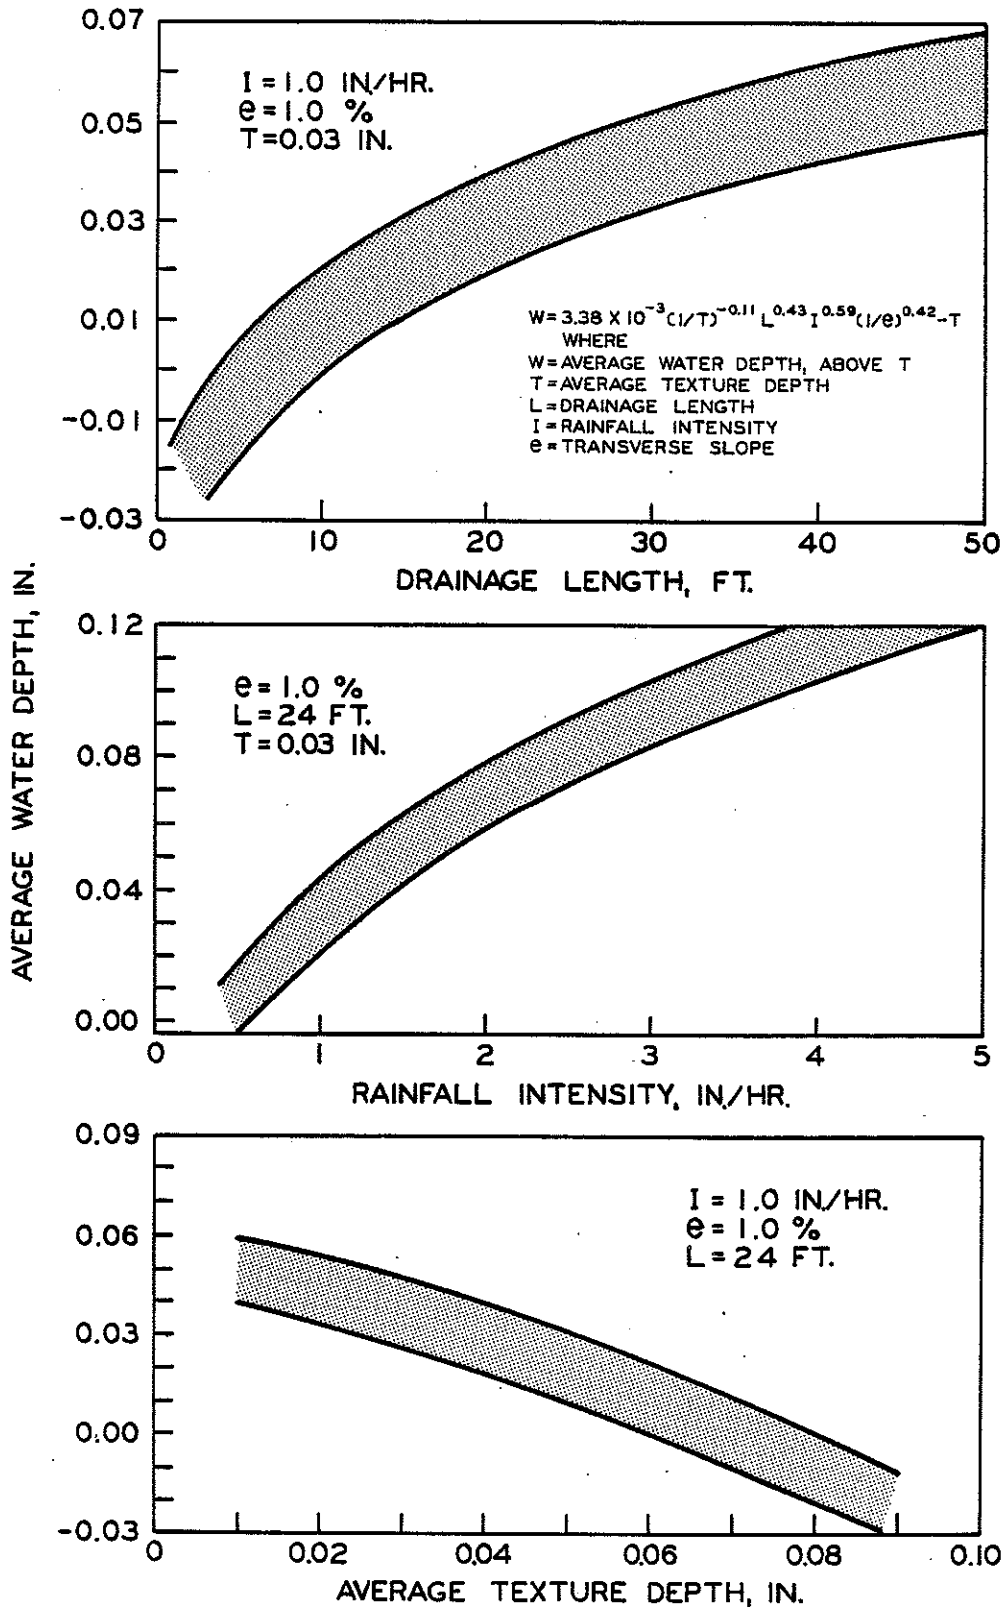 0.07
0.05
0.03
0.01
-0.01
-0.03
I = 1.0 IN./HR.
e = 1.0 %
T = 0.03 IN.
W = 3.38 X 10⁻³ (1/T)⁻⁰·¹¹ L⁰·⁴³ I⁰·⁵⁹ (1/e)⁰·⁴² - T
WHERE
W = AVERAGE WATER DEPTH, ABOVE T
T = AVERAGE TEXTURE DEPTH
L = DRAINAGE LENGTH
I = RAINFALL INTENSITY
e = TRANSVERSE SLOPE
0 10 20 30 40 50
DRAINAGE LENGTH, FT.
AVERAGE WATER DEPTH, IN.
0.12
0.08
0.04
0.00
e = 1.0 %
L = 24 FT.
T = 0.03 IN.
0 1 2 3 4 5
RAINFALL INTENSITY, IN./HR.
0.09
0.06
0.03
0.00
-0.03
I = 1.0 IN./HR.
e = 1.0 %
L = 24 FT.
0 0.02 0.04 0.06 0.08 0.10
AVERAGE TEXTURE DEPTH, IN.